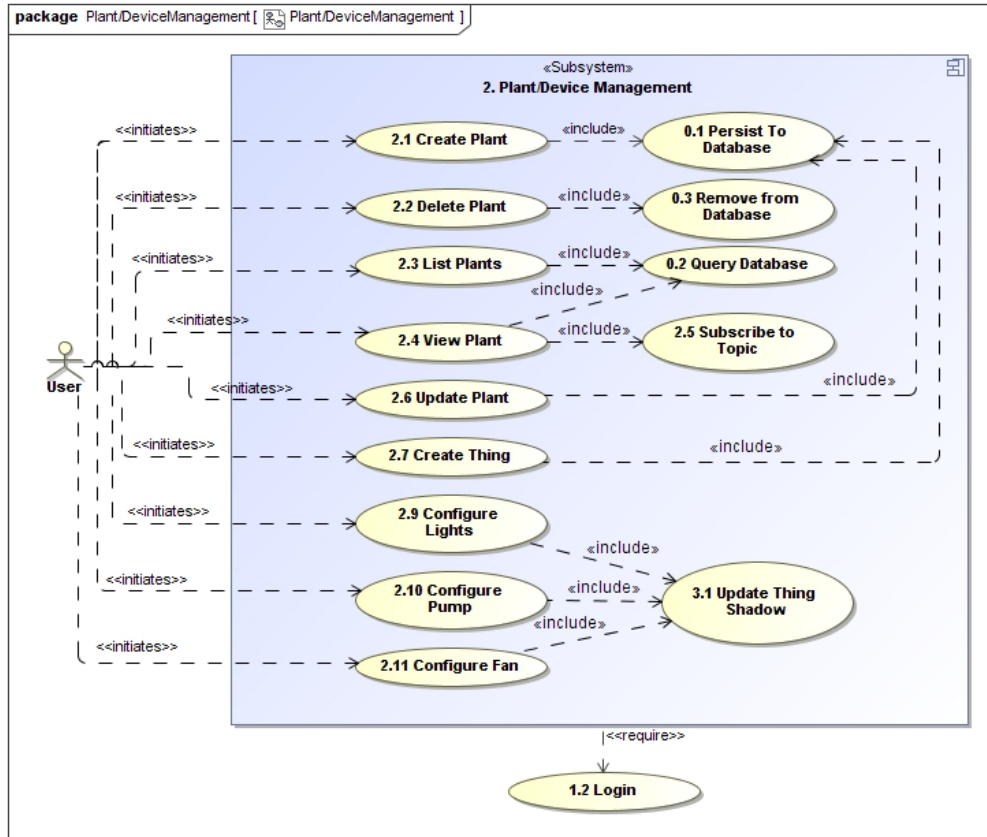 package Plant/DeviceManagement [ Plant/DeviceManagement ]
«Subsystem»
2. Plant/Device Management
<<initiates>>
2.1 Create Plant
«include»
0.1 Persist To
Database
<<initiates>>
2.2 Delete Plant
«include»
0.3 Remove from
Database
<<initiates>>
2.3 List Plants
«include»
0.2 Query Database
«include»
<<initiates>>
2.4 View Plant
«include»
2.5 Subscribe to
Topic
User
<<initiates>>
2.6 Update Plant
«include»
<<initiates>>
2.7 Create Thing
«include»
<<initiates>>
2.9 Configure
Lights
«include»
<<initiates>>
2.10 Configure
Pump
«include»
3.1 Update Thing
Shadow
«include»
<<initiates>>
2.11 Configure Fan
<<require>>
1.2 Login